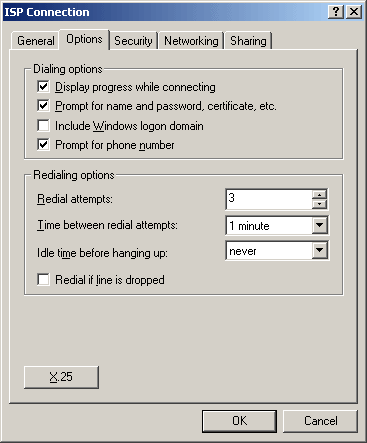 ISP Connection
General Options Security Networking Sharing
Dialing options
Display progress while connecting
Prompt for name and password, certificate, etc.
Include Windows logon domain
Prompt for phone number
Redialing options
Redial attempts: 3
Time between redial attempts: 1 minute
Idle time before hanging up: never
Redial if line is dropped
X.25
OK Cancel